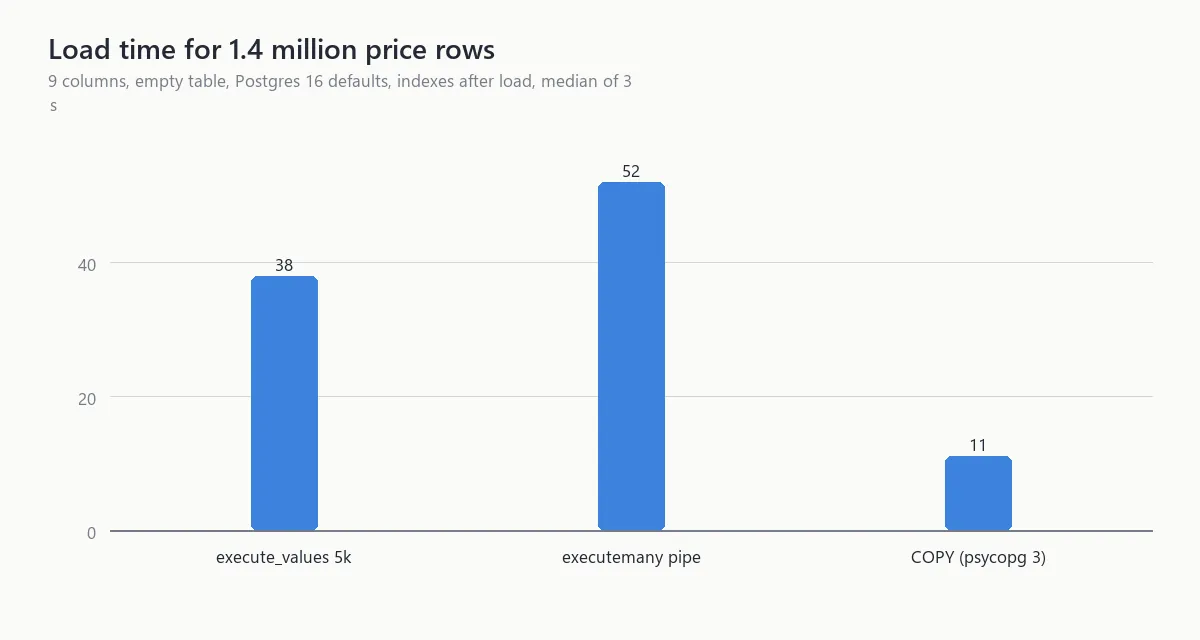 Load time for 1.4 million price rows
9 columns, empty table, Postgres 16 defaults, indexes after load, median of 3
s
52
38
11
40
20
0
execute_values 5k
executemany pipe
COPY (psycopg 3)